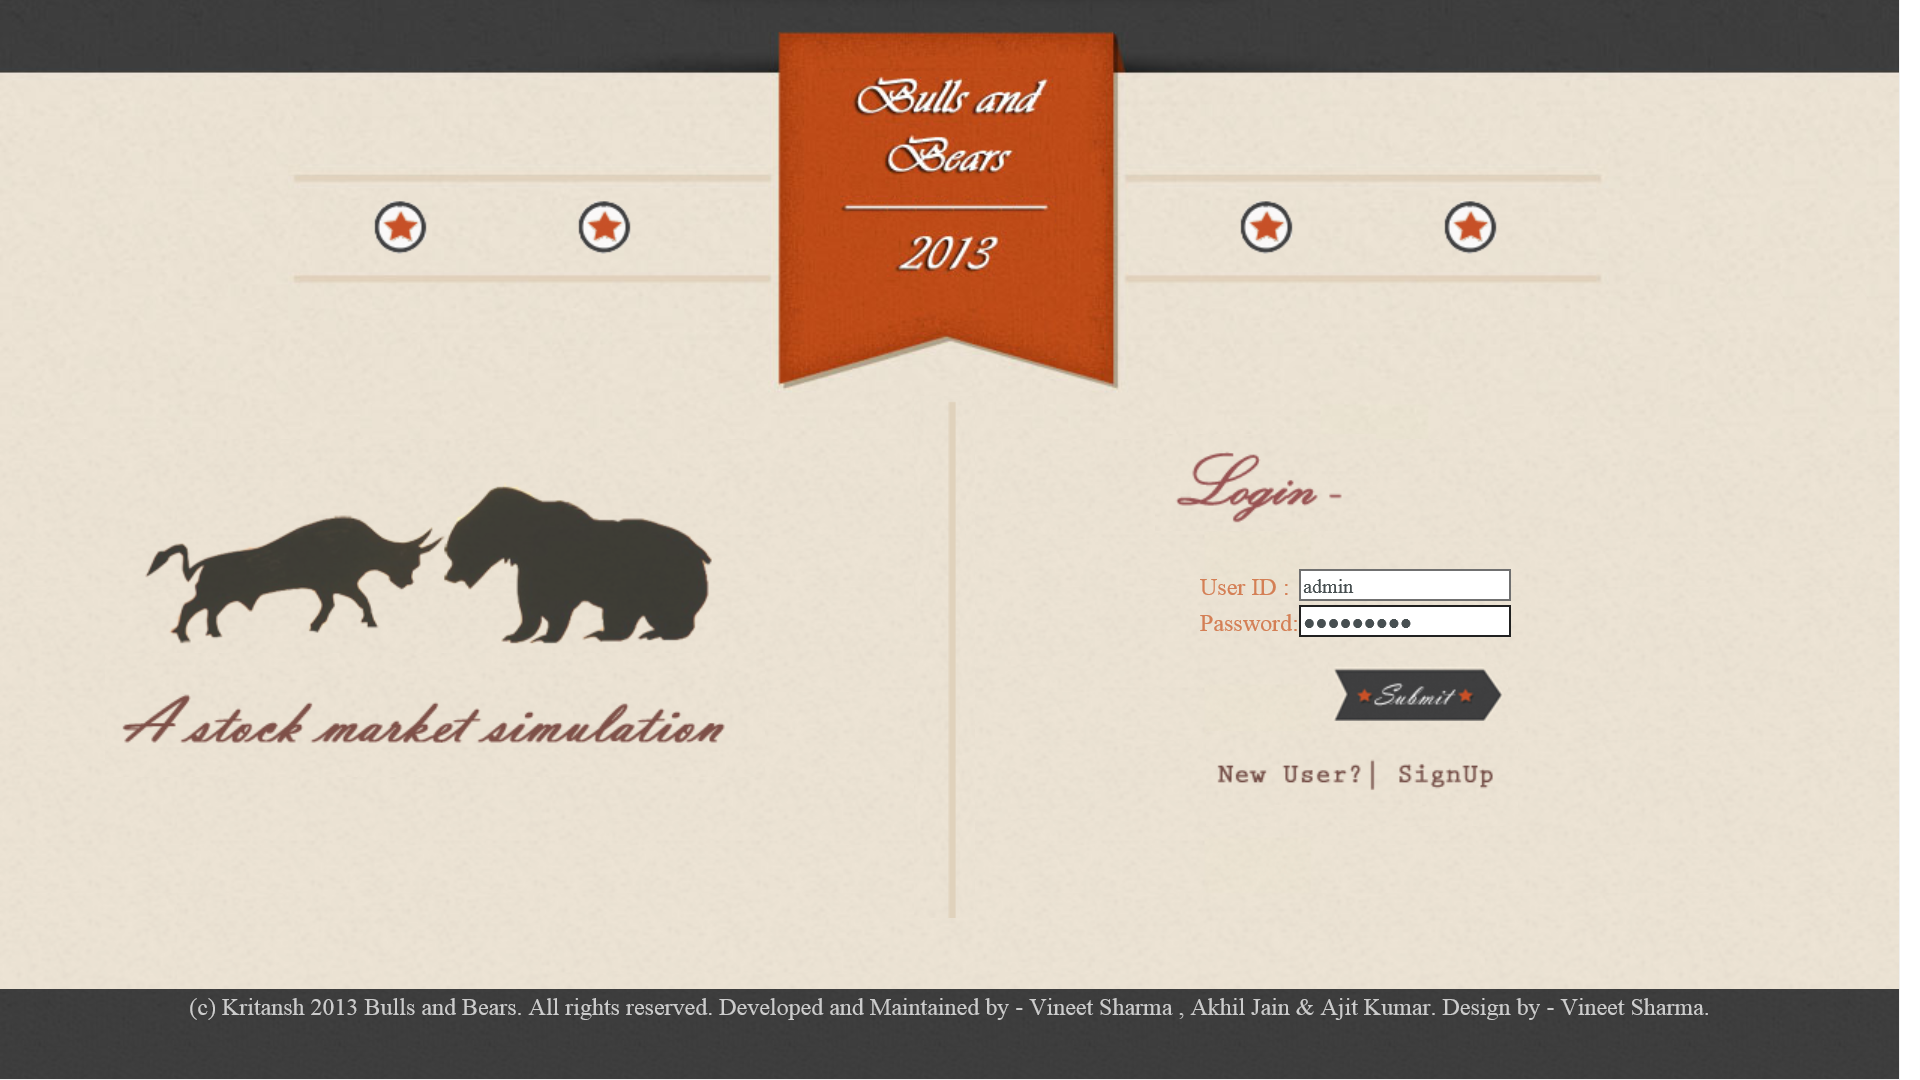 Bulls and
Bears
2013
Login -
User ID : admin
Password:
Submit
A stock market simulation
New User?| SignUp
(c) Kritansh 2013 Bulls and Bears. All rights reserved. Developed and Maintained by - Vineet Sharma , Akhil Jain & Ajit Kumar. Design by - Vineet Sharma.